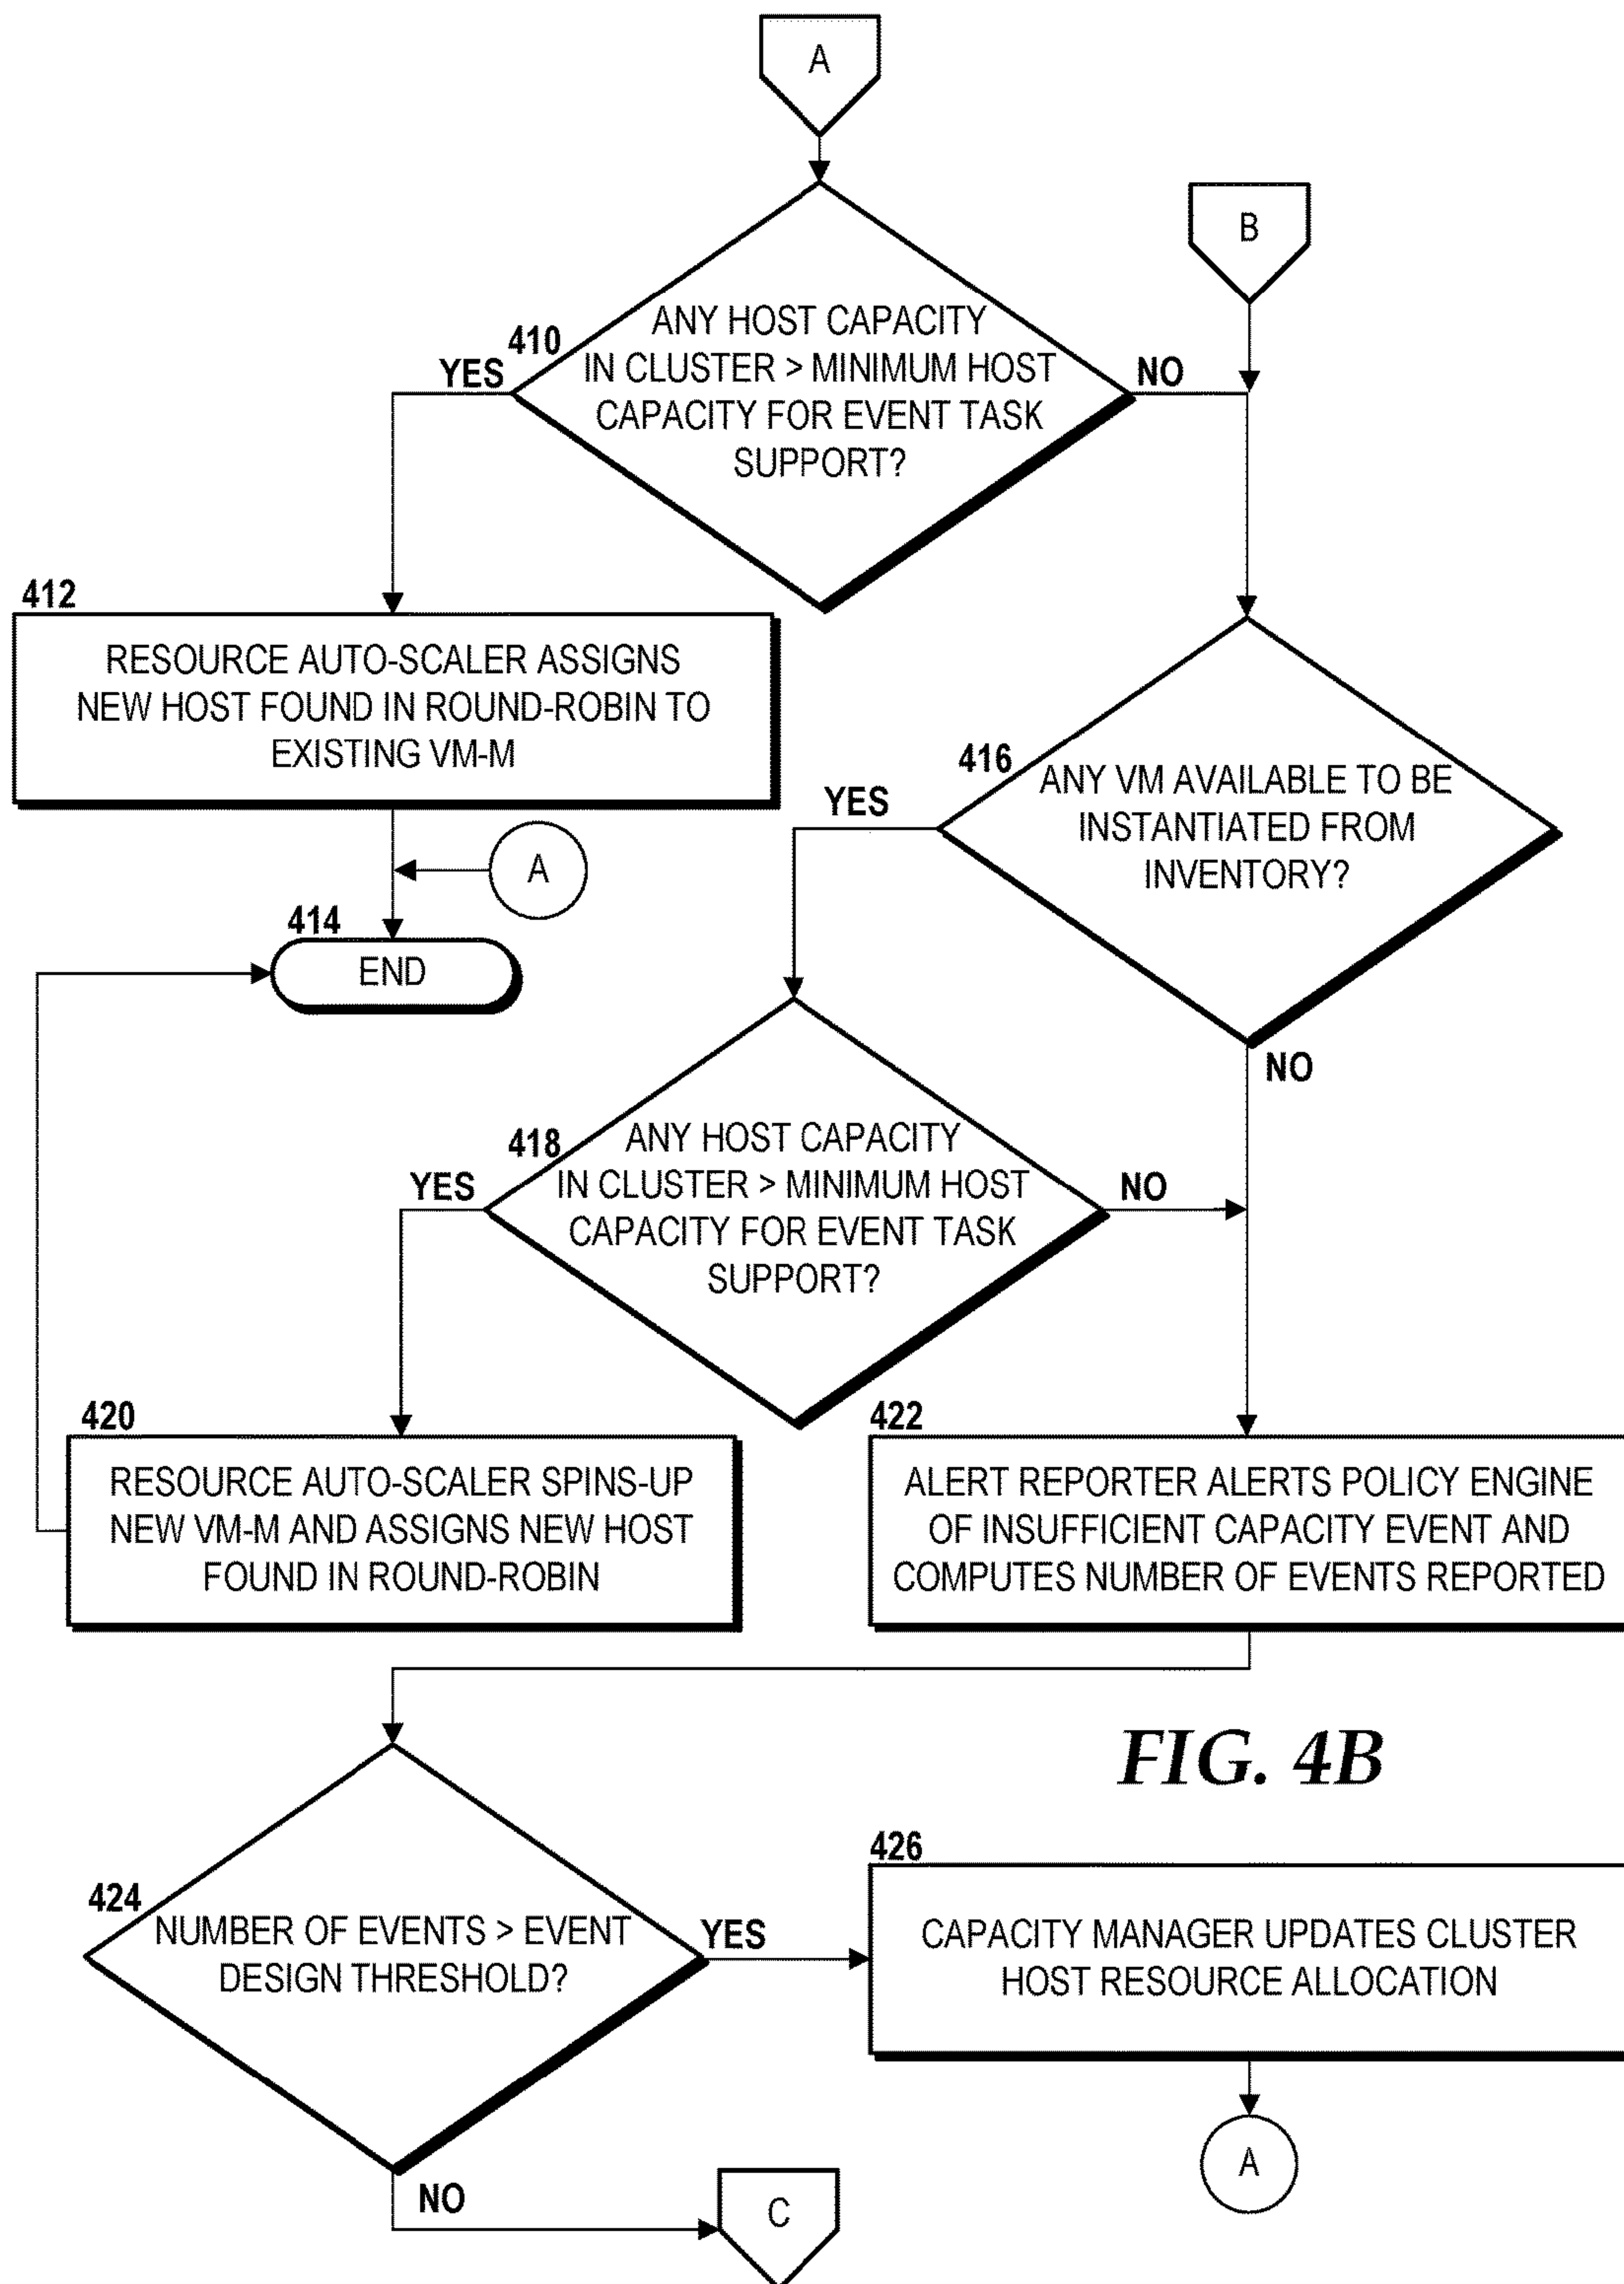 A
B
410
ANY HOST CAPACITY
IN CLUSTER > MINIMUM HOST
CAPACITY FOR EVENT TASK
SUPPORT?
YES
NO
412
RESOURCE AUTO-SCALER ASSIGNS
NEW HOST FOUND IN ROUND-ROBIN TO
EXISTING VM-M
416
ANY VM AVAILABLE TO BE
INSTANTIATED FROM
INVENTORY?
YES
NO
A
414
END
418
ANY HOST CAPACITY
IN CLUSTER > MINIMUM HOST
CAPACITY FOR EVENT TASK
SUPPORT?
YES
NO
420
RESOURCE AUTO-SCALER SPINS-UP
NEW VM-M AND ASSIGNS NEW HOST
FOUND IN ROUND-ROBIN
422
ALERT REPORTER ALERTS POLICY ENGINE
OF INSUFFICIENT CAPACITY EVENT AND
COMPUTES NUMBER OF EVENTS REPORTED
FIG. 4B
424
NUMBER OF EVENTS > EVENT
DESIGN THRESHOLD?
YES
NO
426
CAPACITY MANAGER UPDATES CLUSTER
HOST RESOURCE ALLOCATION
A
C